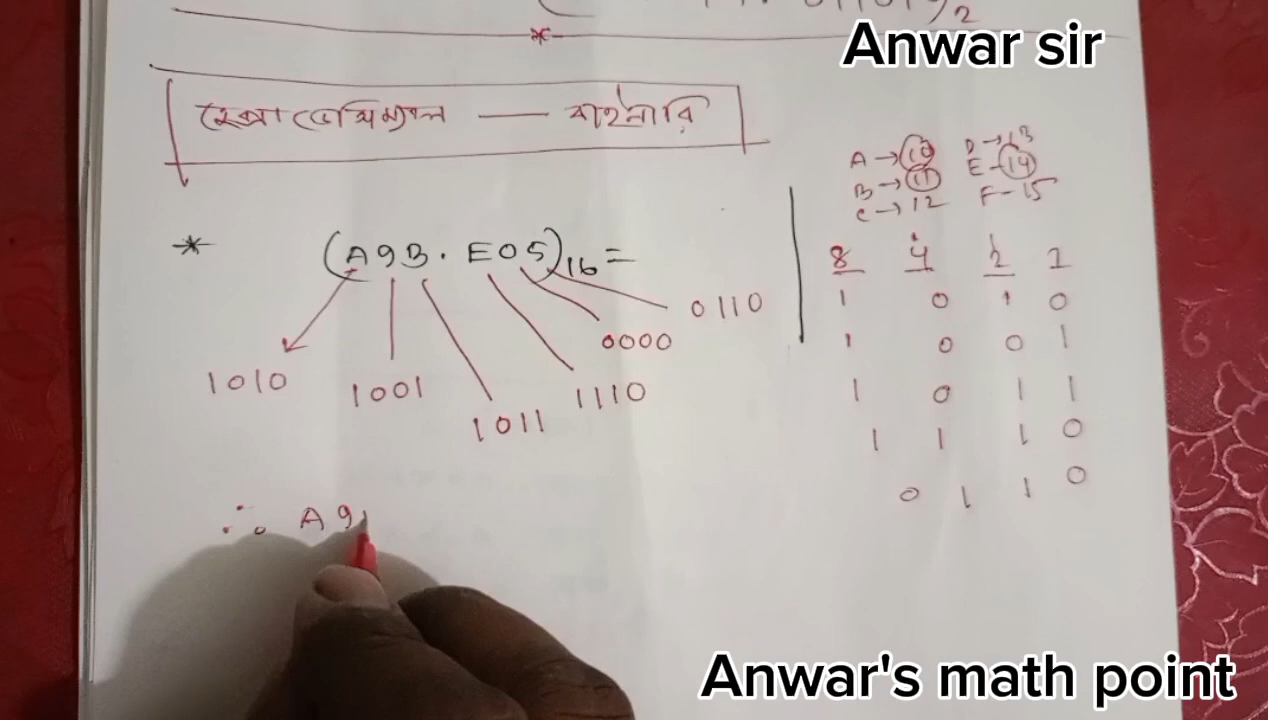 Anwar sir
হেক্সাডেসিম্যাল — বাইনারি
A → 10 D → 13
B → 11 E - 14
C → 12 F - 15
* (A9B.E05)16 =
1010 1001 1011 1110 0000 0110
8 4 2 1
1 0 1 0
1 0 0 1
1 0 1 1
1 1 1 0
0 1 1 0
∴ A9
Anwar's math point